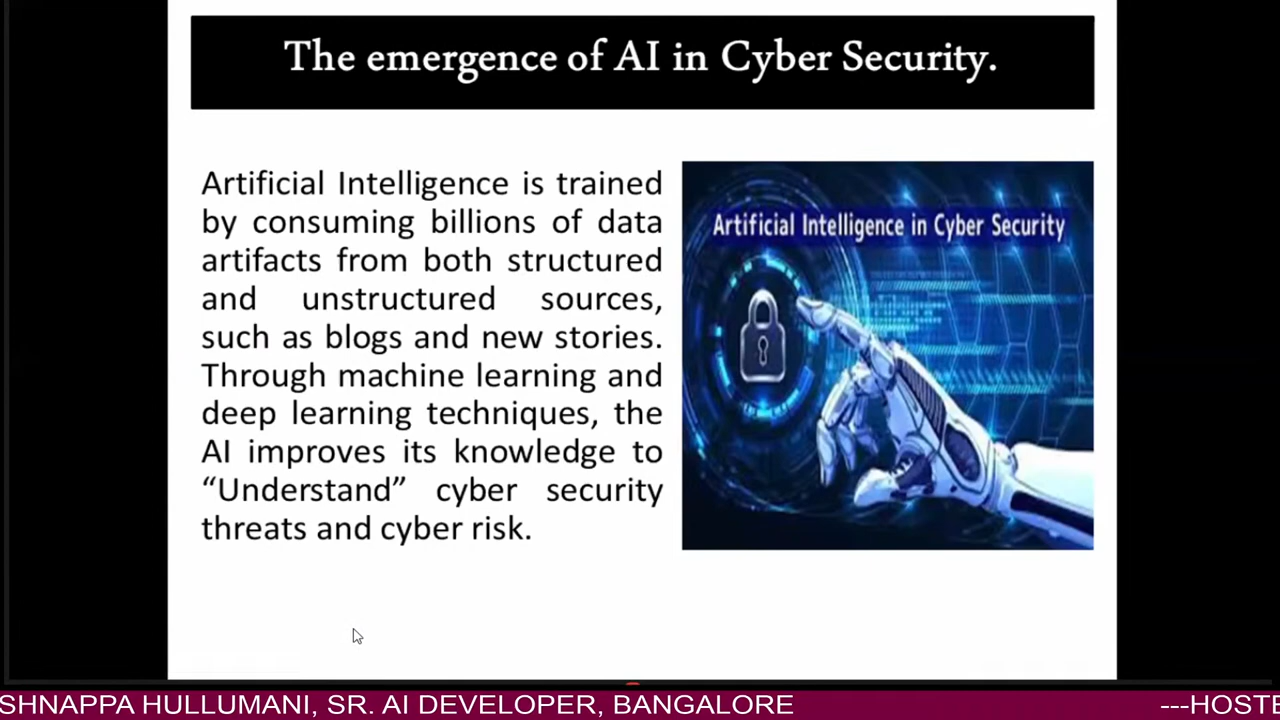 The emergence of AI in Cyber Security.
Artificial Intelligence is trained
by consuming billions of data
artifacts from both structured
and unstructured sources,
such as blogs and new stories.
Through machine learning and
deep learning techniques, the
AI improves its knowledge to
“Understand” cyber security
threats and cyber risk.
Artificial Intelligence in Cyber Security
SHNAPPA HULLUMANI, SR. AI DEVELOPER, BANGALORE ---HOSTE